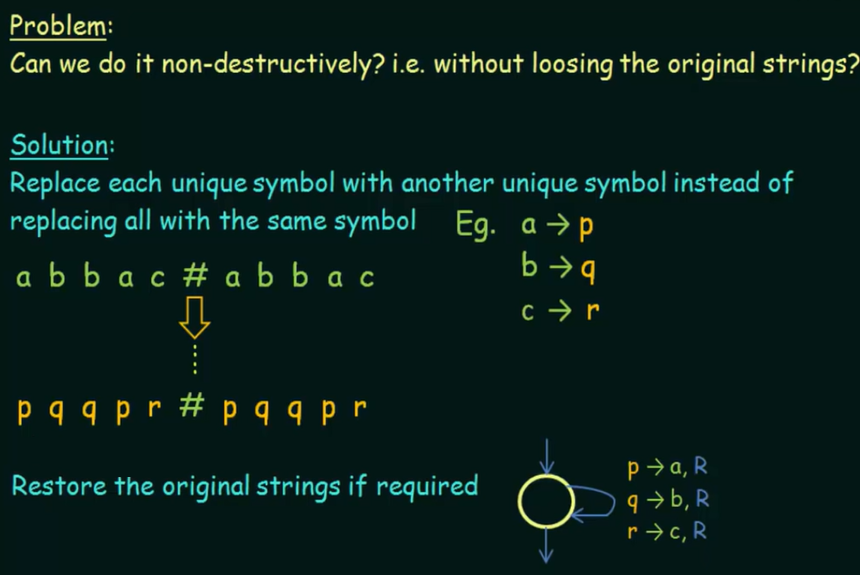 Problem:
Can we do it non-destructively? i.e. without loosing the original strings?
Solution:
Replace each unique symbol with another unique symbol instead of
replacing all with the same symbol
Eg. a → p
b → q
c → r
a b b a c # a b b a c
p q q p r # p q q p r
Restore the original strings if required
p → a, R
q → b, R
r → c, R